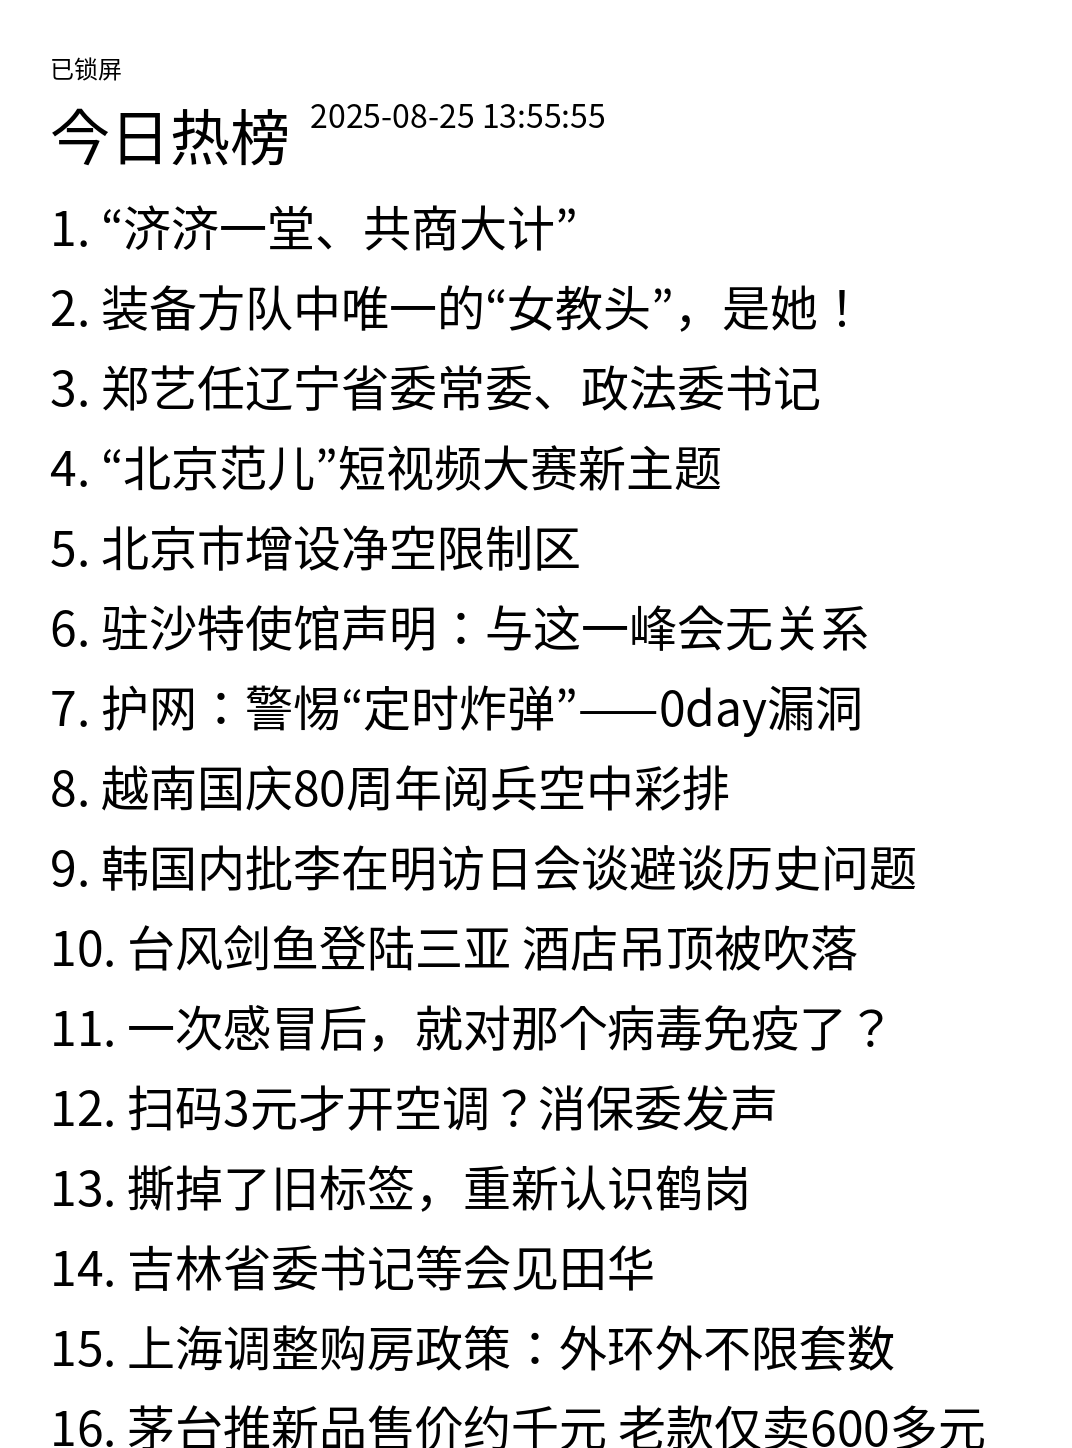 已锁屏
今日热榜 2025-08-25 13:55:55
1. “济济一堂、共商大计”
2. 装备方队中唯一的“女教头”，是她！
3. 郑艺任辽宁省委常委、政法委书记
4. “北京范儿”短视频大赛新主题
5. 北京市增设净空限制区
6. 驻沙特使馆声明：与这一峰会无关系
7. 护网：警惕“定时炸弹”——0day漏洞
8. 越南国庆80周年阅兵空中彩排
9. 韩国内批李在明访日会谈避谈历史问题
10. 台风剑鱼登陆三亚 酒店吊顶被吹落
11. 一次感冒后，就对那个病毒免疫了？
12. 扫码3元才开空调？消保委发声
13. 撕掉了旧标签，重新认识鹤岗
14. 吉林省委书记等会见田华
15. 上海调整购房政策：外环外不限套数
16. 茅台推新品售价约千元 老款仅卖600多元